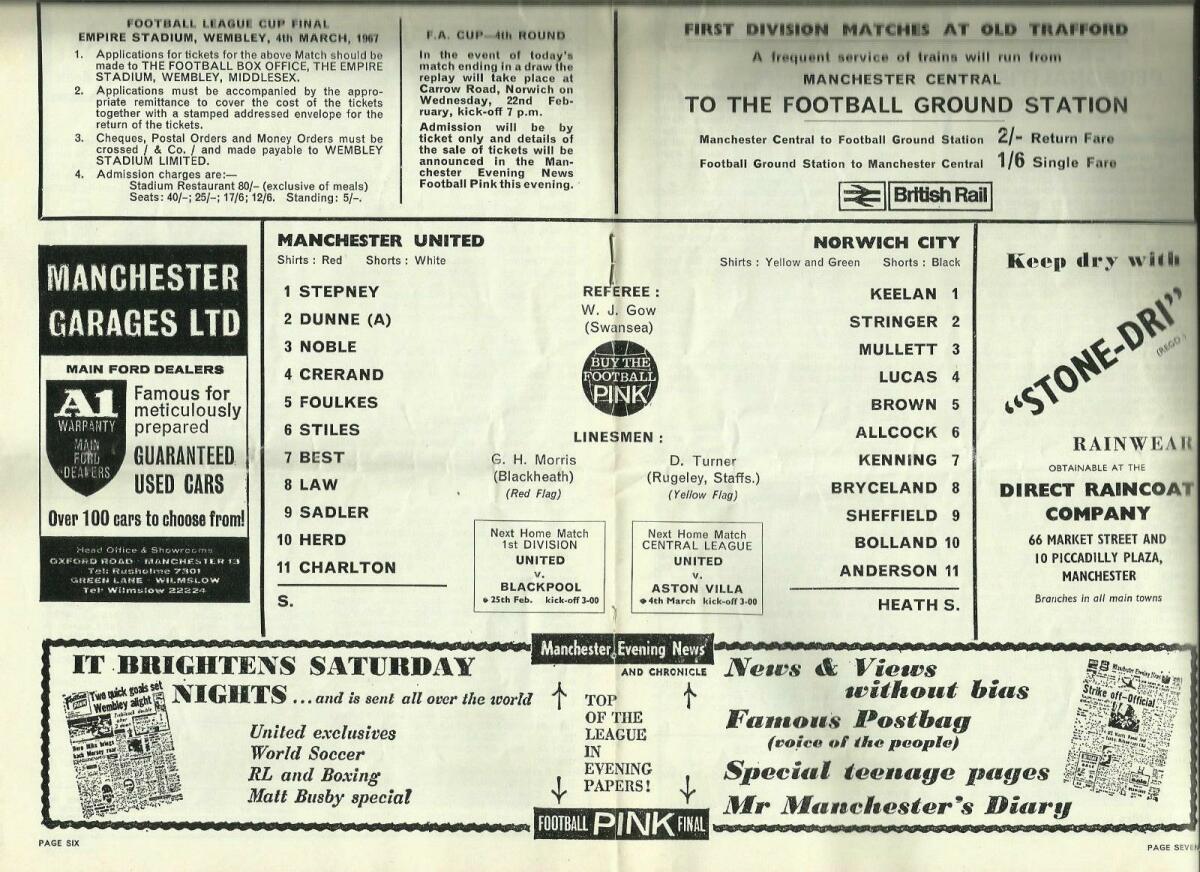 FOOTBALL LEAGUE CUP FINAL
EMPIRE STADIUM, WEMBLEY, 4th MARCH, 1967
1. Applications for tickets for the above Match should be
made to THE FOOTBALL BOX OFFICE, THE EMPIRE
STADIUM, WEMBLEY, MIDDLESEX.
2. Applications must be accompanied by the appro-
priate remittance to cover the cost of the tickets
together with a stamped addressed envelope for the
return of the tickets.
3. Cheques, Postal Orders and Money Orders must be
crossed / & Co. / and made payable to WEMBLEY
STADIUM LIMITED.
4. Admission charges are:—
Stadium Restaurant 80/– (exclusive of meals)
Seats: 40/–; 25/–; 17/6; 12/6. Standing: 5/–.
F.A. CUP—4th ROUND
In the event of today's
match ending in a draw the
replay will take place at
Carrow Road, Norwich on
Wednesday, 22nd Feb-
ruary, kick-off 7 p.m.
Admission will be by
ticket only and details of
the sale of tickets will be
announced in the Man-
chester Evening News
Football Pink this evening.
FIRST DIVISION MATCHES AT OLD TRAFFORD
A frequent service of trains will run from
MANCHESTER CENTRAL
TO THE FOOTBALL GROUND STATION
Manchester Central to Football Ground Station 2/- Return Fare
Football Ground Station to Manchester Central 1/6 Single Fare
British Rail
MANCHESTER
GARAGES LTD
MAIN FORD DEALERS
A1
WARRANTY
MAIN
FORD
DEALERS
Famous for
meticulously
prepared
GUARANTEED
USED CARS
Over 100 cars to choose from!
Head Office & Showrooms
OXFORD ROAD · MANCHESTER 13
Tel: Rusholme 7301
GREEN LANE · WILMSLOW
Tel: Wilmslow 22224
MANCHESTER UNITED
Shirts : Red Shorts : White
1 STEPNEY
2 DUNNE (A)
3 NOBLE
4 CRERAND
5 FOULKES
6 STILES
7 BEST
8 LAW
9 SADLER
10 HERD
11 CHARLTON
S.
REFEREE :
W. J. Gow
(Swansea)
BUY THE
FOOTBALL
PINK
LINESMEN :
G. H. Morris
(Blackheath)
(Red Flag)
D. Turner
(Rugeley, Staffs.)
(Yellow Flag)
Next Home Match
1st DIVISION
UNITED
v.
BLACKPOOL
25th Feb. kick-off 3-00
Next Home Match
CENTRAL LEAGUE
UNITED
v.
ASTON VILLA
4th March kick-off 3-00
NORWICH CITY
Shirts : Yellow and Green Shorts : Black
KEELAN 1
STRINGER 2
MULLETT 3
LUCAS 4
BROWN 5
ALLCOCK 6
KENNING 7
BRYCELAND 8
SHEFFIELD 9
BOLLAND 10
ANDERSON 11
HEATH S.
Keep dry with
“STONE-DRI”
(REGD.)
RAINWEAR
OBTAINABLE AT THE
DIRECT RAINCOAT
COMPANY
66 MARKET STREET AND
10 PICCADILLY PLAZA,
MANCHESTER
Branches in all main towns
IT BRIGHTENS SATURDAY
NIGHTS ...and is sent all over the world
United exclusives
World Soccer
RL and Boxing
Matt Busby special
Two quick goals set
Wembley alight
Manchester Evening News
AND CHRONICLE
TOP
OF THE
LEAGUE
IN
EVENING
PAPERS!
FOOTBALL PINK FINAL
News & Views
without bias
Famous Postbag
(voice of the people)
Special teenage pages
Mr Manchester's Diary
Strike off–Official
PAGE SIX
PAGE SEVEN